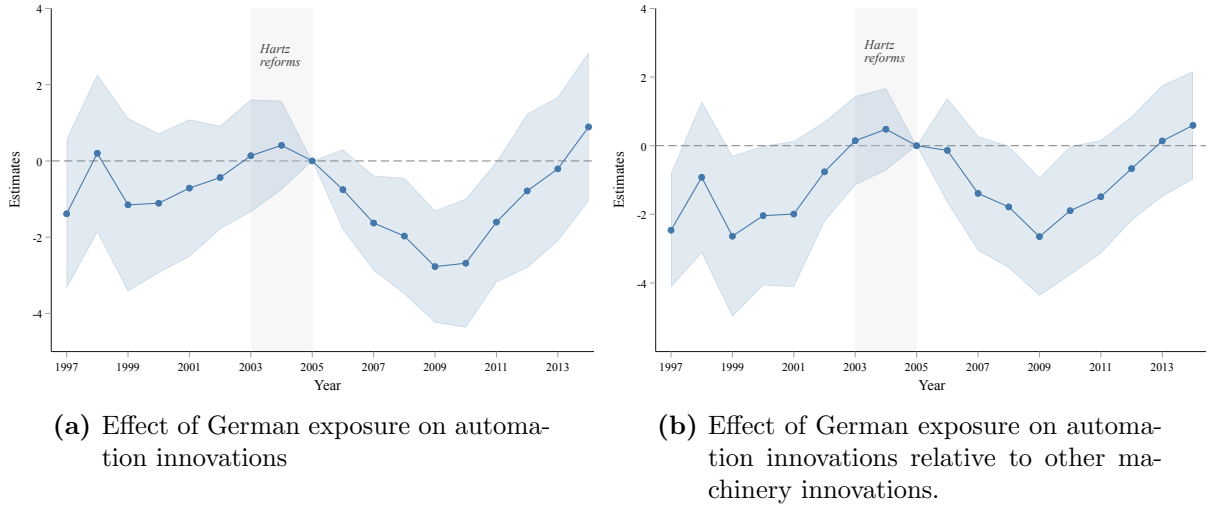 4
2
0
-2
-4
Estimates
Hartz
reforms
1997
1999
2001
2003
2005
2007
2009
2011
2013
Year
(a) Effect of German exposure on automa-
tion innovations
4
2
0
-2
-4
Estimates
Hartz
reforms
1997
1999
2001
2003
2005
2007
2009
2011
2013
Year
(b) Effect of German exposure on automa-
tion innovations relative to other ma-
chinery innovations.